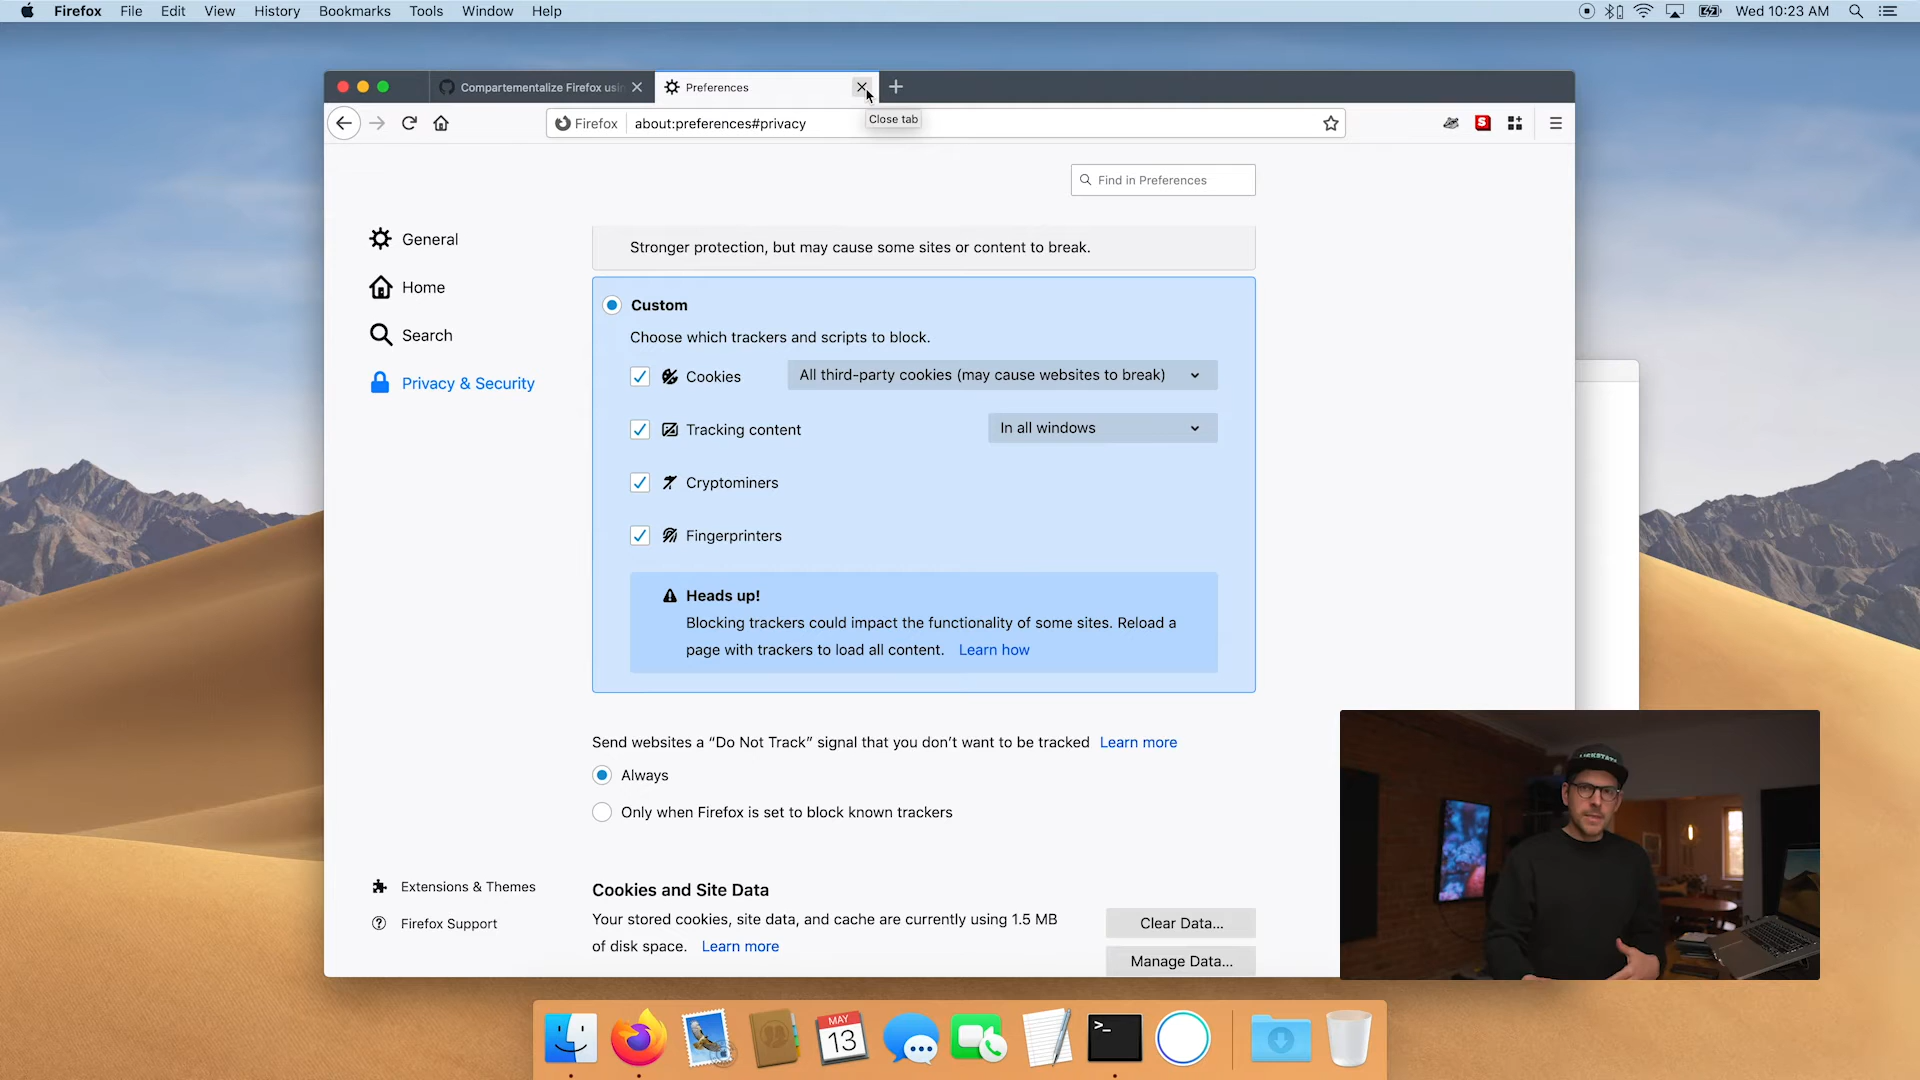 Firefox File Edit View History Bookmarks Tools Window Help
Wed 10:23 AM
Compartementalize Firefox usin
Preferences
Firefox about:preferences#privacy
Close tab
Find in Preferences
General
Home
Search
Privacy & Security
Stronger protection, but may cause some sites or content to break.
Custom
Choose which trackers and scripts to block.
Cookies All third-party cookies (may cause websites to break)
Tracking content In all windows
Cryptominers
Fingerprinters
Heads up!
Blocking trackers could impact the functionality of some sites. Reload a
page with trackers to load all content. Learn how
Send websites a “Do Not Track” signal that you don’t want to be tracked Learn more
Always
Only when Firefox is set to block known trackers
Extensions & Themes
Firefox Support
Cookies and Site Data
Your stored cookies, site data, and cache are currently using 1.5 MB
of disk space. Learn more
Clear Data...
Manage Data...
MAY
13